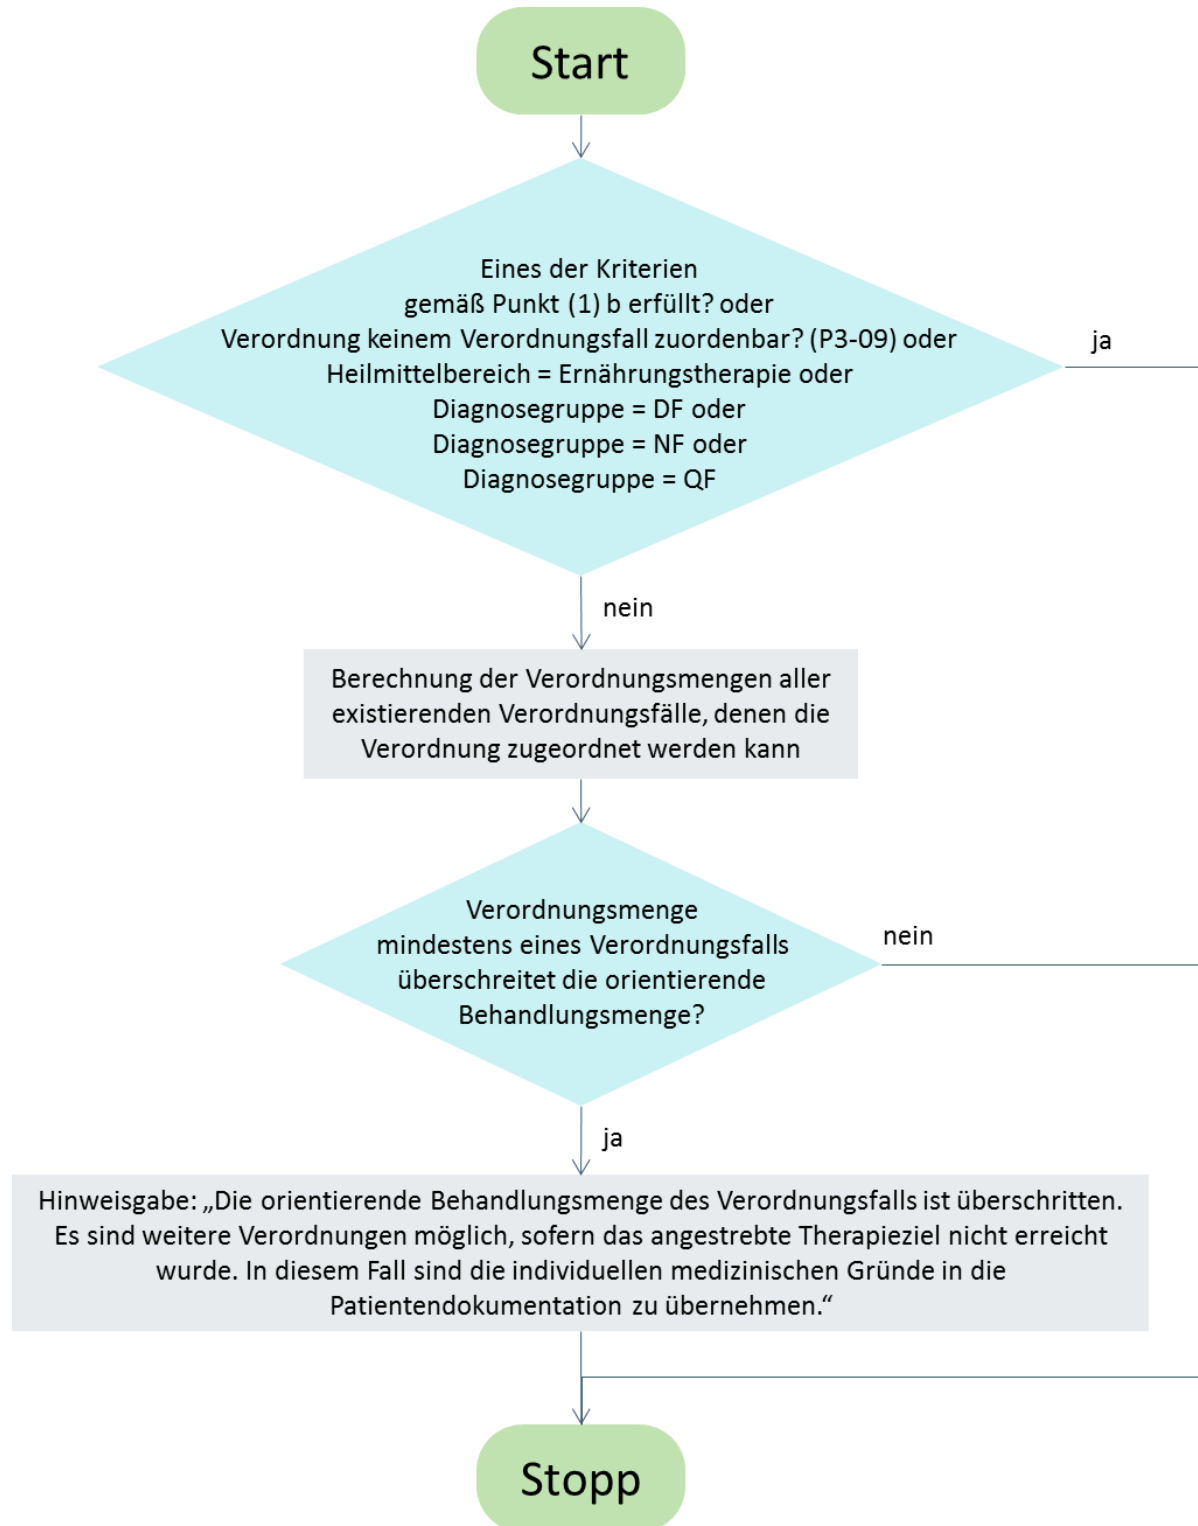 Start
Eines der Kriterien
gemäß Punkt (1) b erfüllt? oder
Verordnung keinem Verordnungsfall zuordenbar? (P3-09) oder
Heilmittelbereich = Ernährungstherapie oder
Diagnosegruppe = DF oder
Diagnosegruppe = NF oder
Diagnosegruppe = QF
ja
nein
Berechnung der Verordnungsmengen aller
existierenden Verordnungsfälle, denen die
Verordnung zugeordnet werden kann
Verordnungsmenge
mindestens eines Verordnungsfalls
überschreitet die orientierende
Behandlungsmenge?
nein
ja
Hinweisgabe: „Die orientierende Behandlungsmenge des Verordnungsfalls ist überschritten.
Es sind weitere Verordnungen möglich, sofern das angestrebte Therapieziel nicht erreicht
wurde. In diesem Fall sind die individuellen medizinischen Gründe in die
Patientendokumentation zu übernehmen.“
Stopp